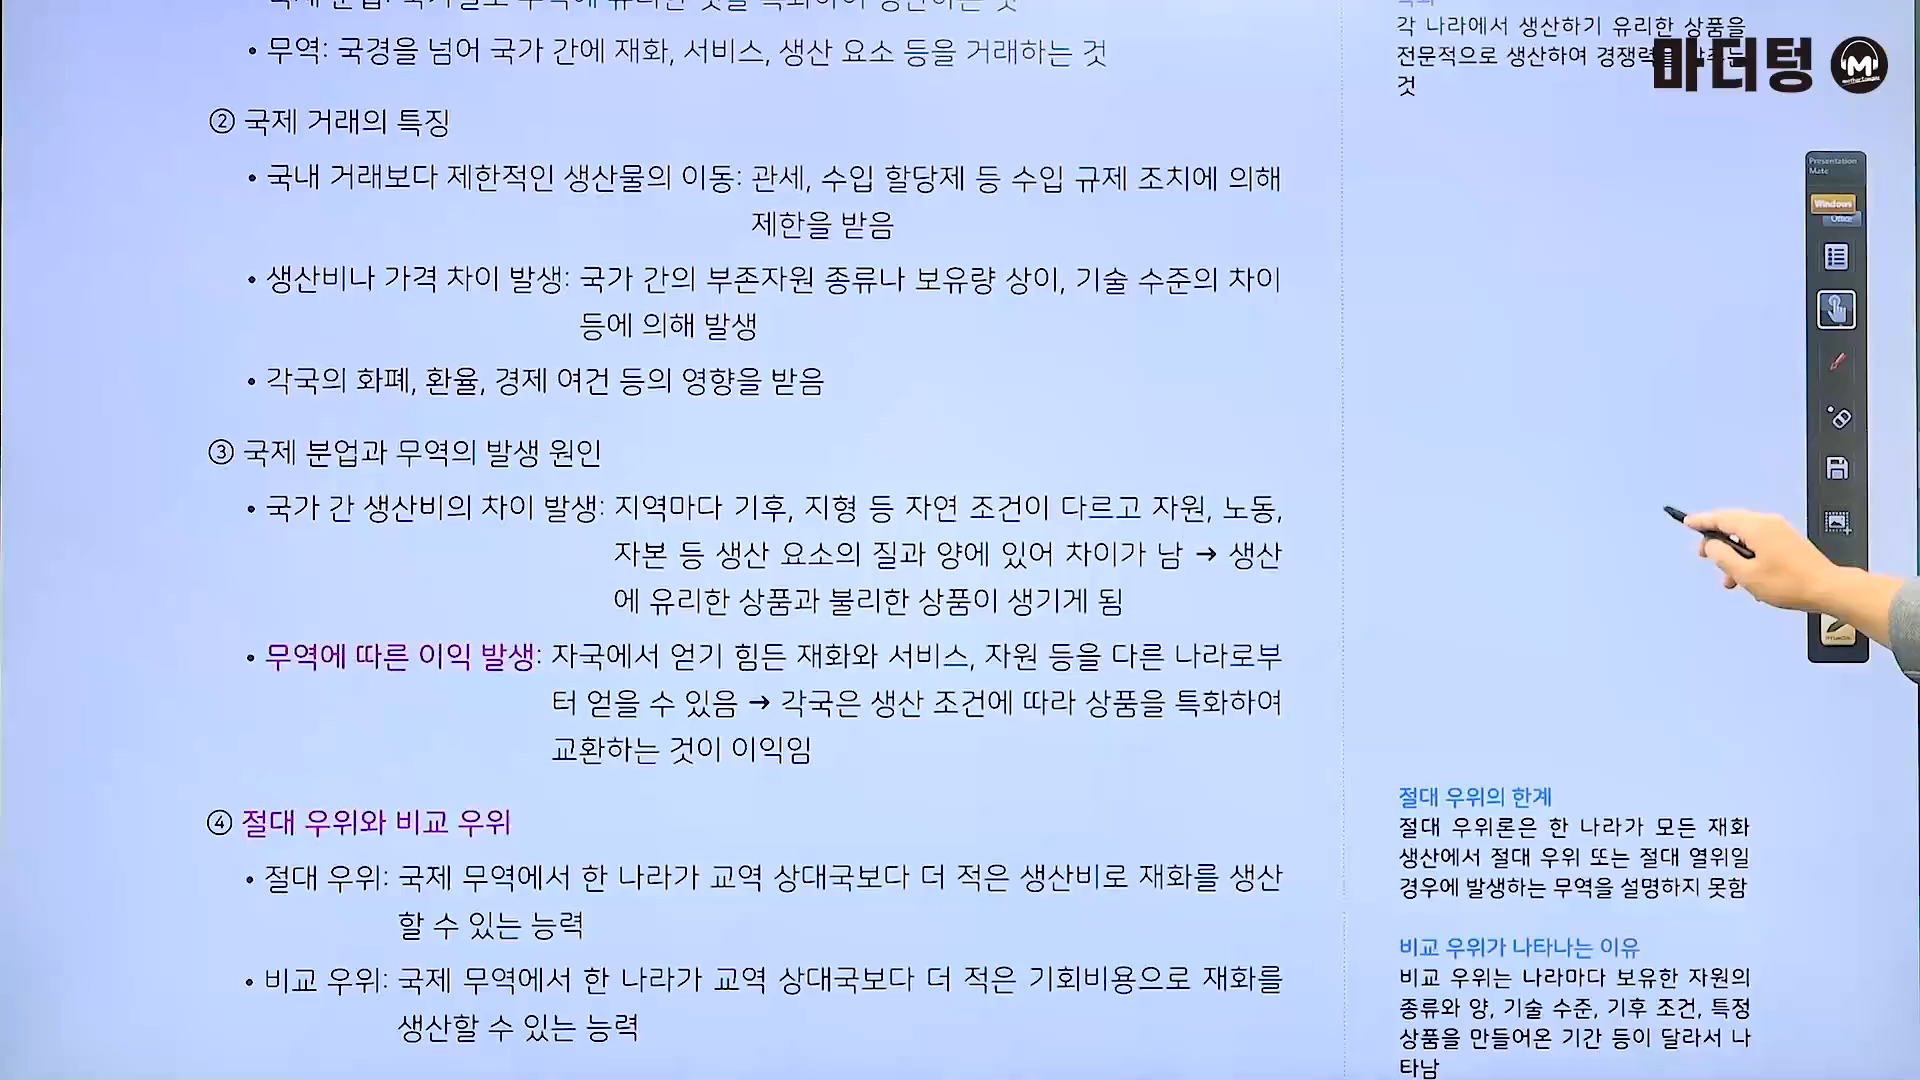 • 무역: 국경을 넘어 국가 간에 재화, 서비스, 생산 요소 등을 거래하는 것
② 국제 거래의 특징
• 국내 거래보다 제한적인 생산물의 이동: 관세, 수입 할당제 등 수입 규제 조치에 의해
제한을 받음
• 생산비나 가격 차이 발생: 국가 간의 부존자원 종류나 보유량 상이, 기술 수준의 차이
등에 의해 발생
• 각국의 화폐, 환율, 경제 여건 등의 영향을 받음
③ 국제 분업과 무역의 발생 원인
• 국가 간 생산비의 차이 발생: 지역마다 기후, 지형 등 자연 조건이 다르고 자원, 노동,
자본 등 생산 요소의 질과 양에 있어 차이가 남 → 생산
에 유리한 상품과 불리한 상품이 생기게 됨
• 무역에 따른 이익 발생: 자국에서 얻기 힘든 재화와 서비스, 자원 등을 다른 나라로부
터 얻을 수 있음 → 각국은 생산 조건에 따라 상품을 특화하여
교환하는 것이 이익임
④ 절대 우위와 비교 우위
• 절대 우위: 국제 무역에서 한 나라가 교역 상대국보다 더 적은 생산비로 재화를 생산
할 수 있는 능력
• 비교 우위: 국제 무역에서 한 나라가 교역 상대국보다 더 적은 기회비용으로 재화를
생산할 수 있는 능력
각 나라에서 생산하기 유리한 상품을
전문적으로 생산하여
것
마더텅
M
Presentation
Mate
Windows
Office
절대 우위의 한계
절대 우위론은 한 나라가 모든 재화
생산에서 절대 우위 또는 절대 열위일
경우에 발생하는 무역을 설명하지 못함
비교 우위가 나타나는 이유
비교 우위는 나라마다 보유한 자원의
종류와 양, 기술 수준, 기후 조건, 특정
상품을 만들어온 기간 등이 달라서 나
타남